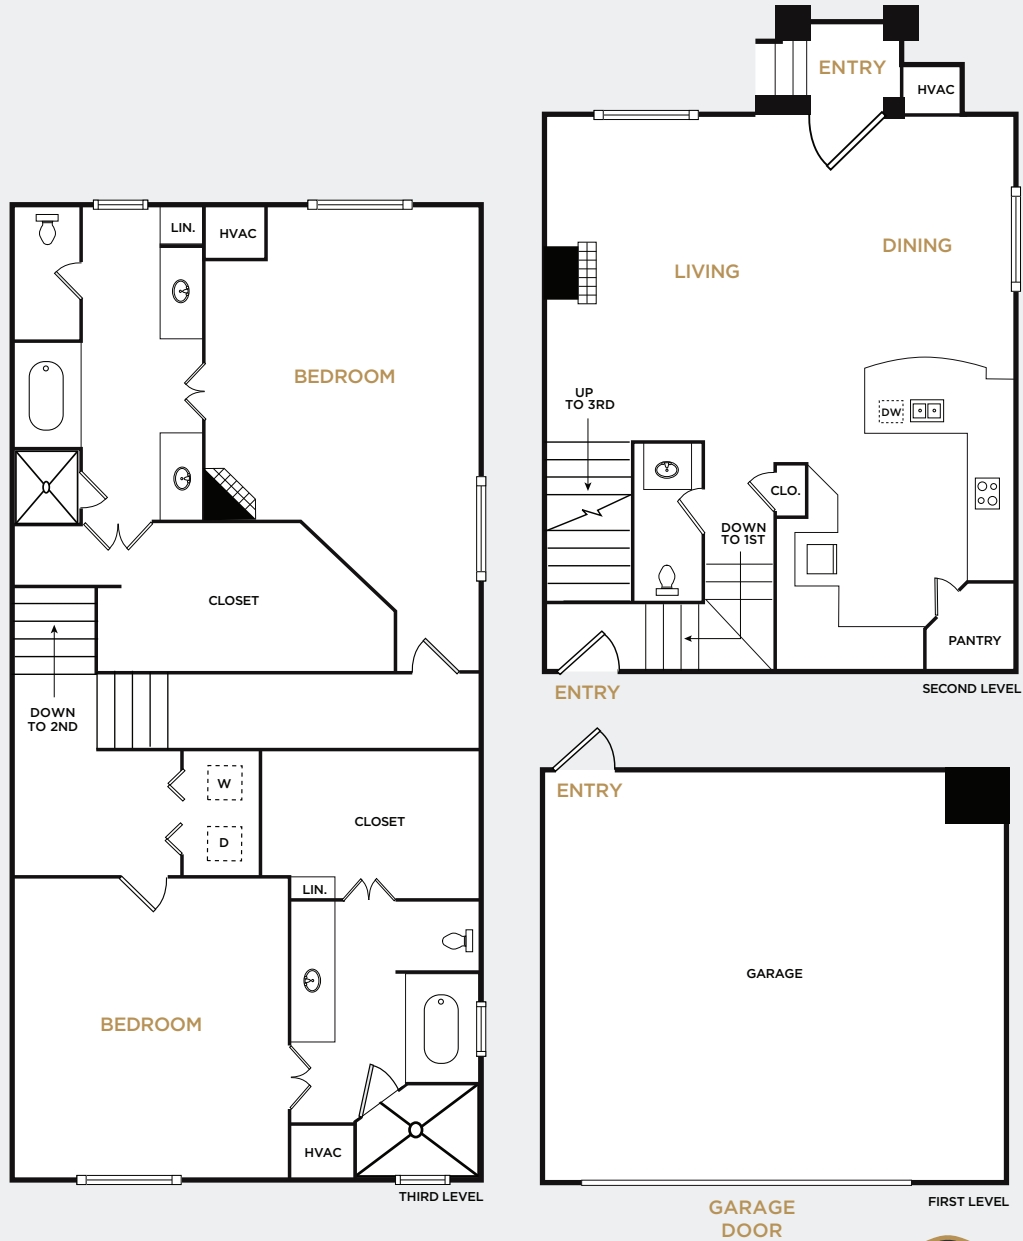 LIN.
HVAC
BEDROOM
CLOSET
DOWN
TO 2ND
W
D
CLOSET
LIN.
BEDROOM
HVAC
THIRD LEVEL
ENTRY
HVAC
LIVING
DINING
UP
TO 3RD
DW
CLO.
DOWN
TO 1ST
PANTRY
ENTRY
SECOND LEVEL
ENTRY
GARAGE
FIRST LEVEL
GARAGE
DOOR